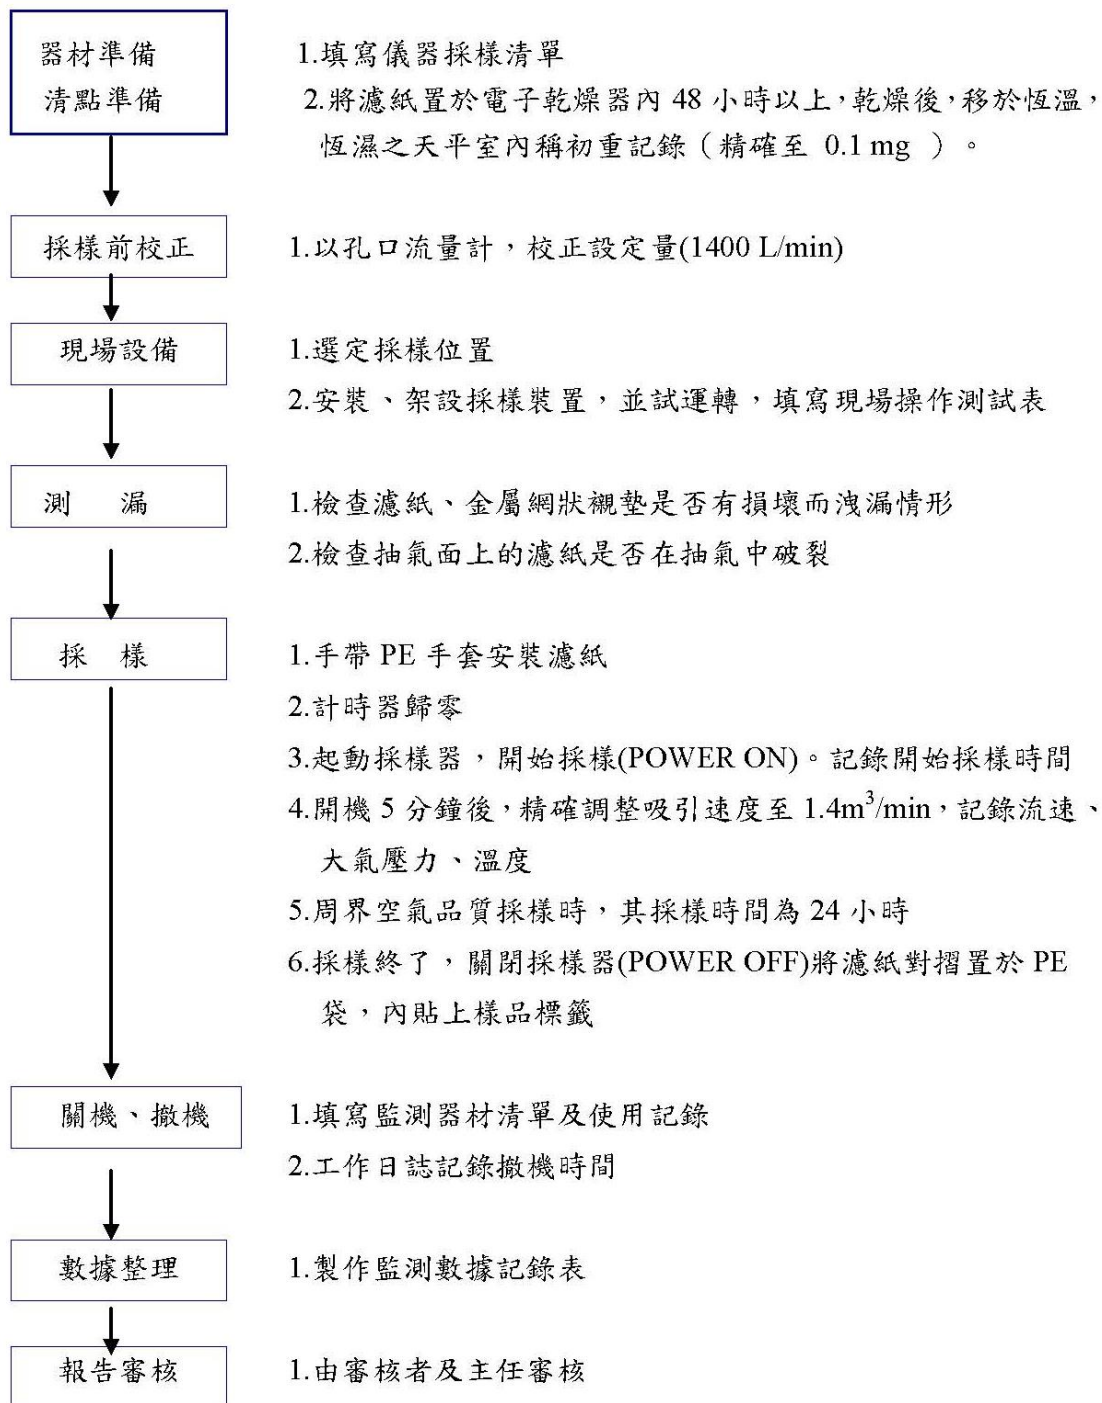 器材準備
清點準備
1.填寫儀器採樣清單
2.將濾紙置於電子乾燥器內 48 小時以上，乾燥後，移於恆溫，
恆濕之天平室內稱初重記錄（精確至 0.1 mg ）。
採樣前校正
1.以孔口流量計，校正設定量(1400 L/min)
現場設備
1.選定採樣位置
2.安裝、架設採樣裝置，並試運轉，填寫現場操作測試表
測 漏
1.檢查濾紙、金屬網狀襯墊是否有損壞而洩漏情形
2.檢查抽氣面上的濾紙是否在抽氣中破裂
採 樣
1.手帶 PE 手套安裝濾紙
2.計時器歸零
3.起動採樣器，開始採樣(POWER ON)。記錄開始採樣時間
4.開機 5 分鐘後，精確調整吸引速度至 1.4m³/min，記錄流速、
大氣壓力、溫度
5.周界空氣品質採樣時，其採樣時間為 24 小時
6.採樣終了，關閉採樣器(POWER OFF)將濾紙對摺置於 PE
袋，內貼上樣品標籤
關機、撤機
1.填寫監測器材清單及使用記錄
2.工作日誌記錄撤機時間
數據整理
1.製作監測數據記錄表
報告審核
1.由審核者及主任審核